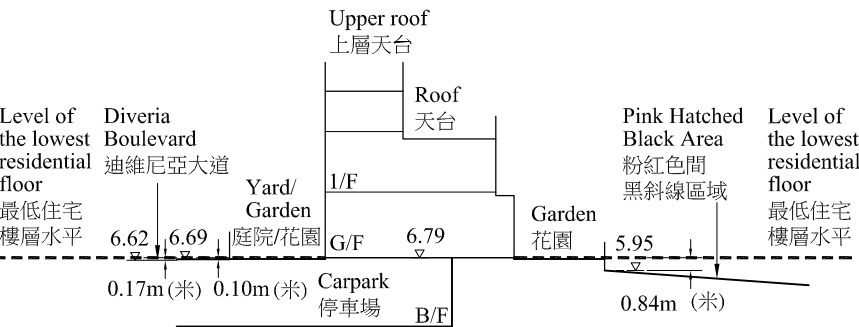 Upper roof
上層天台
Roof
天台
Level of
the lowest
residential
floor
最低住宅
樓層水平
Diveria
Boulevard
迪維尼亞大道
Yard/
Garden
庭院/花園
1/F
G/F
6.62
6.69
6.79
0.17m (米)
0.10m (米)
Carpark
停車場
B/F
Garden
花園
Pink Hatched
Black Area
粉紅色間
黑斜線區域
5.95
0.84m (米)
Level of
the lowest
residential
floor
最低住宅
樓層水平